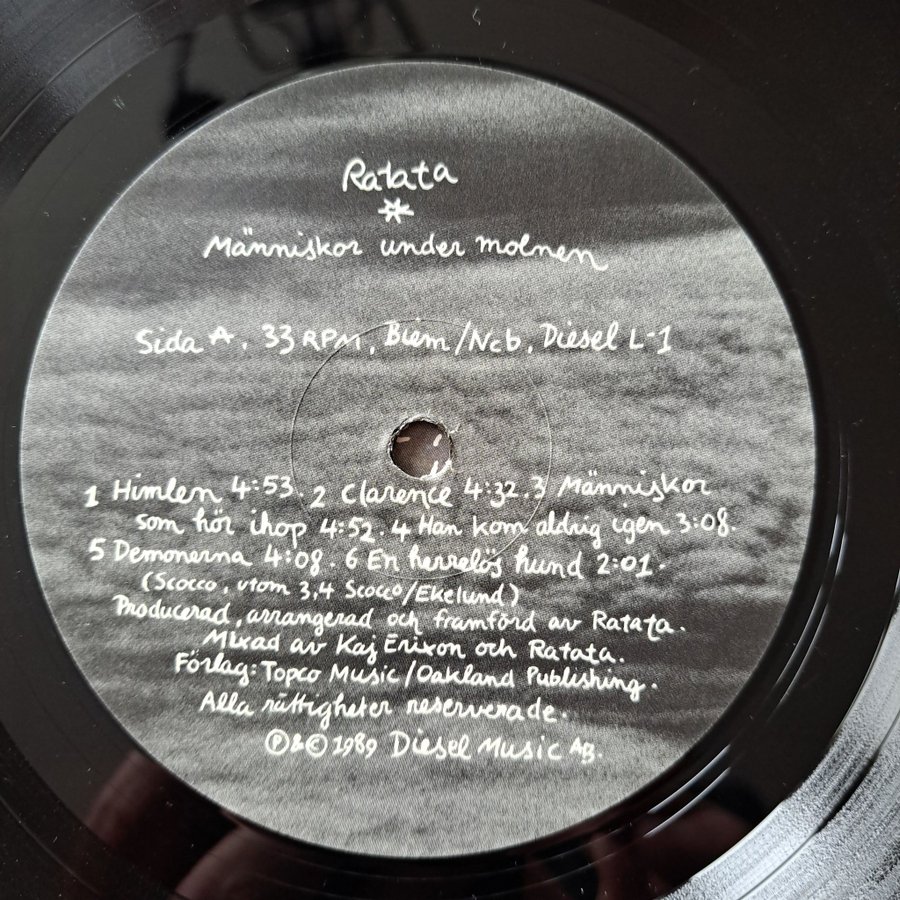 Ratata
Människor under molnen
Sida A. 33 RPM. Biem/Ncb. Diesel L-1
1 Himlen 4:53. 2 Clarence 4:32. 3 Människor
som hör ihop 4:52. 4 Han kom aldrig igen 3:08.
5 Demonerna 4:08. 6 En herrelös hund 2:01.
(Scocco, utom 3,4 Scocco/Ekelund)
Producerad, arrangerad och framförd av Ratata.
Mixad av Kaj Erixon och Ratata.
Förlag: Topco Music/Oakland Publishing.
Alla rättigheter reserverade.
℗&© 1989 Diesel Music AB.